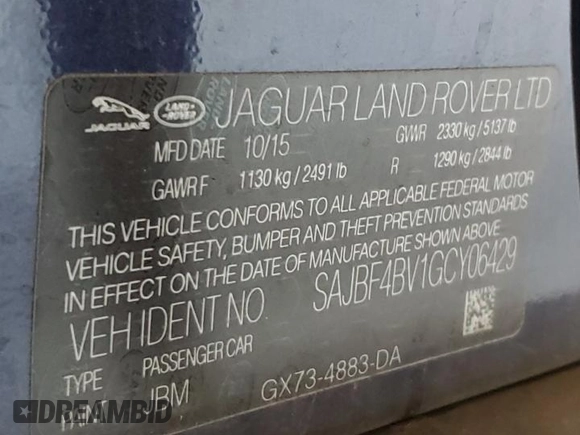 JAGUAR LAND ROVER JAGUAR LAND ROVER LTD
MFD DATE 10/15 GVWR 2330 kg / 5137 lb
GAWR F 1130 kg / 2491 lb R 1290 kg / 2844 lb
THIS VEHICLE CONFORMS TO ALL APPLICABLE FEDERAL MOTOR
VEHICLE SAFETY, BUMPER AND THEFT PREVENTION STANDARDS
IN EFFECT ON THE DATE OF MANUFACTURE SHOWN ABOVE.
VEH IDENT NO. SAJBF4BV1GCY06429
TYPE PASSENGER CAR
PAINT JBM GX73-4883-DA
DREAMBID